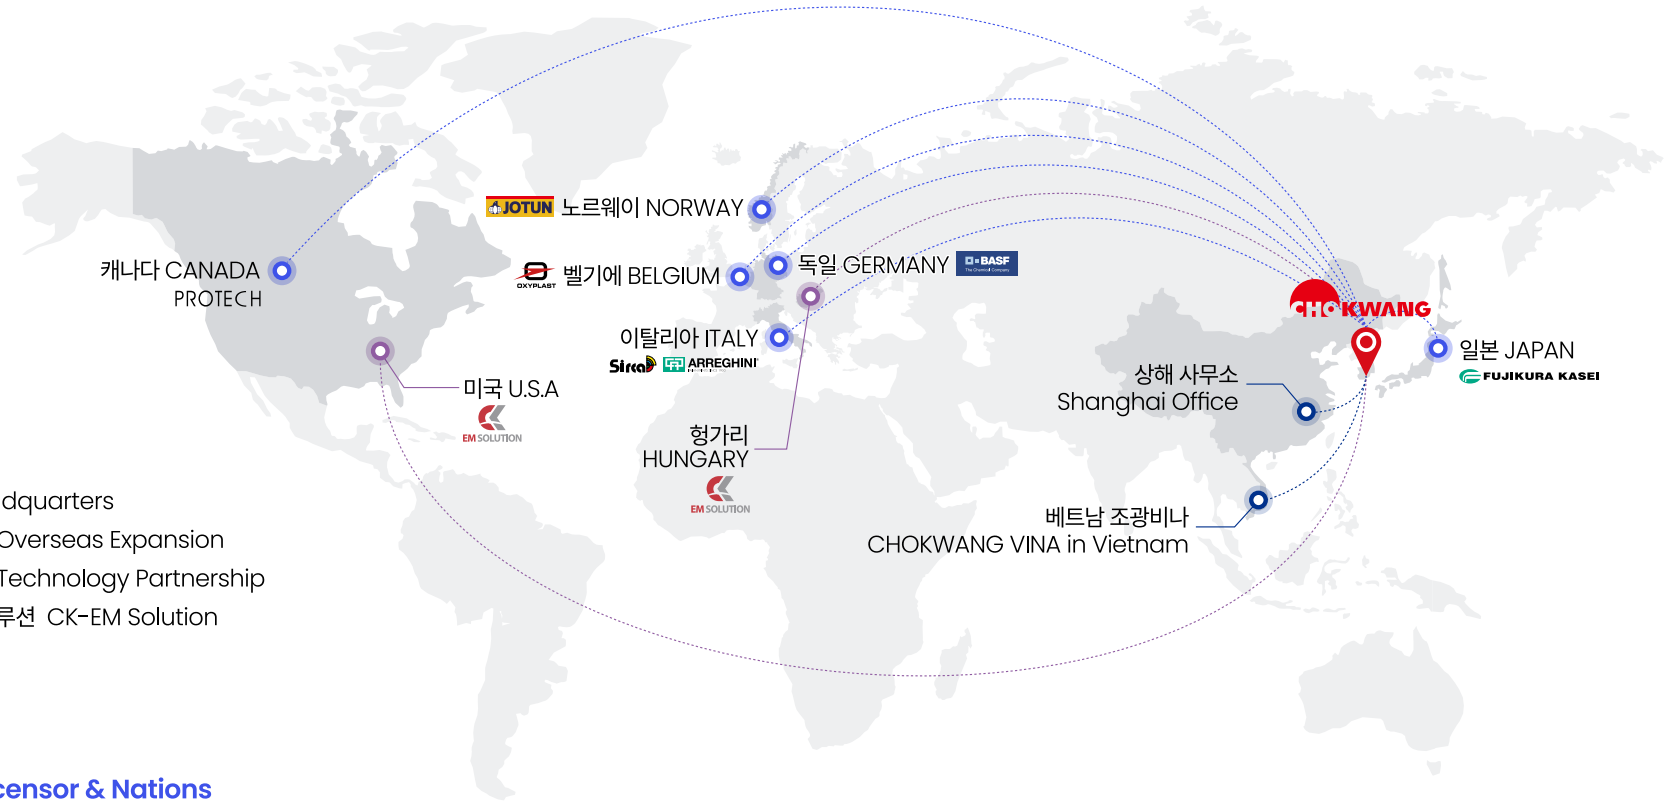 JOTUN
노르웨이 NORWAY
캐나다 CANADA
PROTECH
OXYPLAST
벨기에 BELGIUM
독일 GERMANY
BASF
The Chemical Company
이탈리아 ITALY
Sirca
ARREGHINI
CHOKWANG
일본 JAPAN
FUJIKURA KASEI
미국 U.S.A
EM SOLUTION
헝가리
HUNGARY
EM SOLUTION
상해 사무소
Shanghai Office
베트남 조광비나
CHOKWANG VINA in Vietnam
dquarters
Overseas Expansion
Technology Partnership
루션 CK-EM Solution
censor & Nations